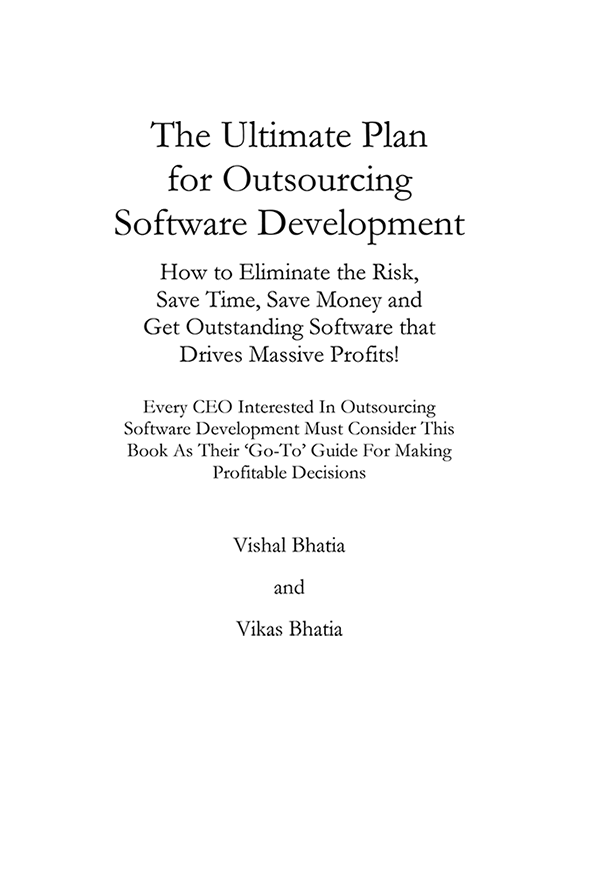 The Ultimate Plan
for Outsourcing
Software Development
How to Eliminate the Risk,
Save Time, Save Money and
Get Outstanding Software that
Drives Massive Profits!
Every CEO Interested In Outsourcing
Software Development Must Consider This
Book As Their ‘Go-To’ Guide For Making
Profitable Decisions
Vishal Bhatia
and
Vikas Bhatia